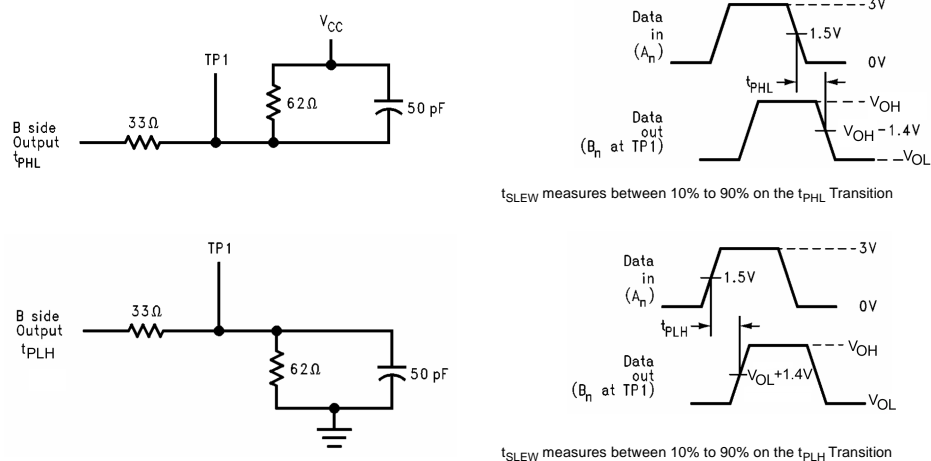 V_CC
TP1
62Ω
50 pF
33Ω
B side
Output
t_PHL
3V
Data
in
(A_n)
1.5V
0V
t_PHL
V_OH
Data
out
(B_n at TP1)
V_OH −1.4V
V_OL
t_SLEW measures between 10% to 90% on the t_PHL Transition
TP1
33Ω
B side
Output
t_PLH
62Ω
50 pF
3V
Data
in
(A_n)
1.5V
0V
t_PLH
V_OH
Data
out
(B_n at TP1)
V_OL+1.4V
V_OL
t_SLEW measures between 10% to 90% on the t_PLH Transition